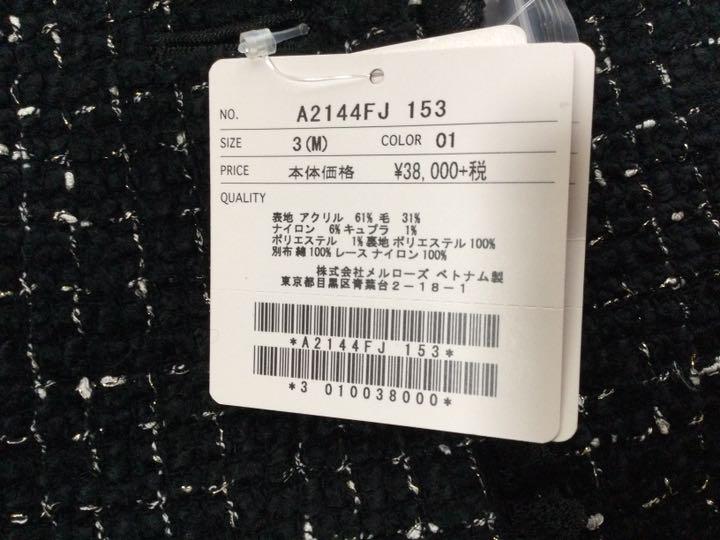 NO. A2144FJ 153
SIZE 3(M) COLOR 01
PRICE 本体価格 ¥38,000+税
QUALITY
表地 アクリル 61% 毛 31%
ナイロン 6% キュプラ 1%
ポリエステル 1% 裏地 ポリエステル 100%
別布 綿 100% レース ナイロン 100%
株式会社メルローズ ベトナム製
東京都目黒区青葉台2-18-1
*A2144FJ 153*
*3 010038000*